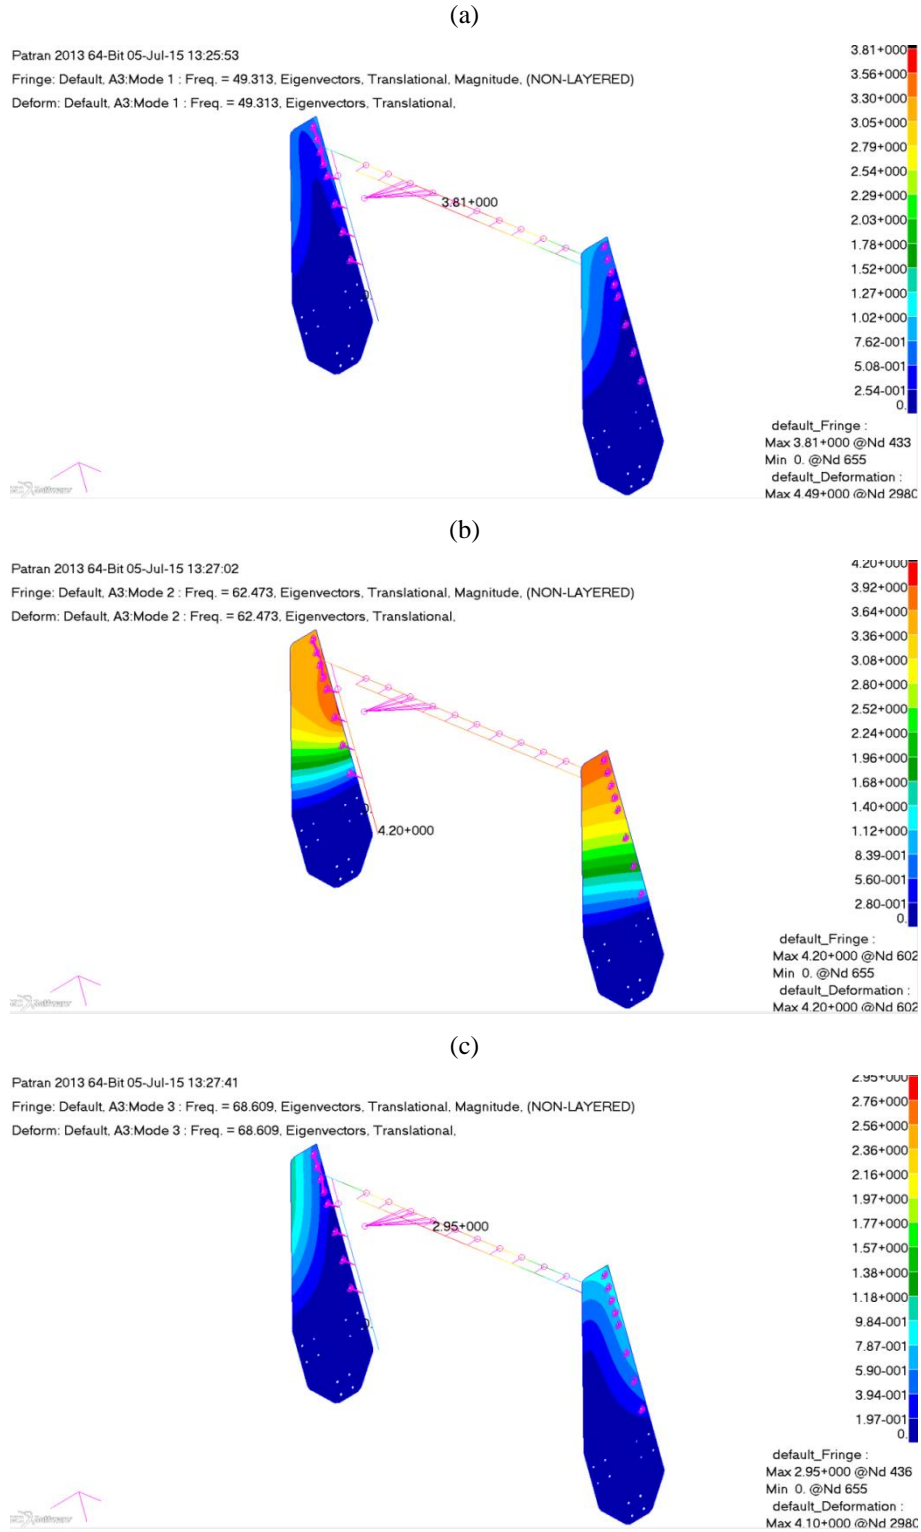 (a)
Patran 2013 64-Bit 05-Jul-15 13:25:53
Fringe: Default, A3:Mode 1 : Freq. = 49.313, Eigenvectors, Translational, Magnitude, (NON-LAYERED)
Deform: Default, A3:Mode 1 : Freq. = 49.313, Eigenvectors, Translational,
3.81+000
3.56+000
3.30+000
3.05+000
2.79+000
2.54+000
2.29+000
2.03+000
1.78+000
1.52+000
1.27+000
1.02+000
7.62-001
5.08-001
2.54-001
0.
3.81+000
0.
default_Fringe :
Max 3.81+000 @Nd 433
Min 0. @Nd 655
default_Deformation :
Max 4.49+000 @Nd 2980
(b)
Patran 2013 64-Bit 05-Jul-15 13:27:02
Fringe: Default, A3:Mode 2 : Freq. = 62.473, Eigenvectors, Translational, Magnitude, (NON-LAYERED)
Deform: Default, A3:Mode 2 : Freq. = 62.473, Eigenvectors, Translational,
4.20+000
3.92+000
3.64+000
3.36+000
3.08+000
2.80+000
2.52+000
2.24+000
1.96+000
1.68+000
1.40+000
1.12+000
8.39-001
5.60-001
2.80-001
0.
0.
4.20+000
default_Fringe :
Max 4.20+000 @Nd 602
Min 0. @Nd 655
default_Deformation :
Max 4.20+000 @Nd 602
(c)
Patran 2013 64-Bit 05-Jul-15 13:27:41
Fringe: Default, A3:Mode 3 : Freq. = 68.609, Eigenvectors, Translational, Magnitude, (NON-LAYERED)
Deform: Default, A3:Mode 3 : Freq. = 68.609, Eigenvectors, Translational,
2.95+000
2.76+000
2.56+000
2.36+000
2.16+000
1.97+000
1.77+000
1.57+000
1.38+000
1.18+000
9.84-001
7.87-001
5.90-001
3.94-001
1.97-001
0.
2.95+000
0.
default_Fringe :
Max 2.95+000 @Nd 436
Min 0. @Nd 655
default_Deformation :
Max 4.10+000 @Nd 2980